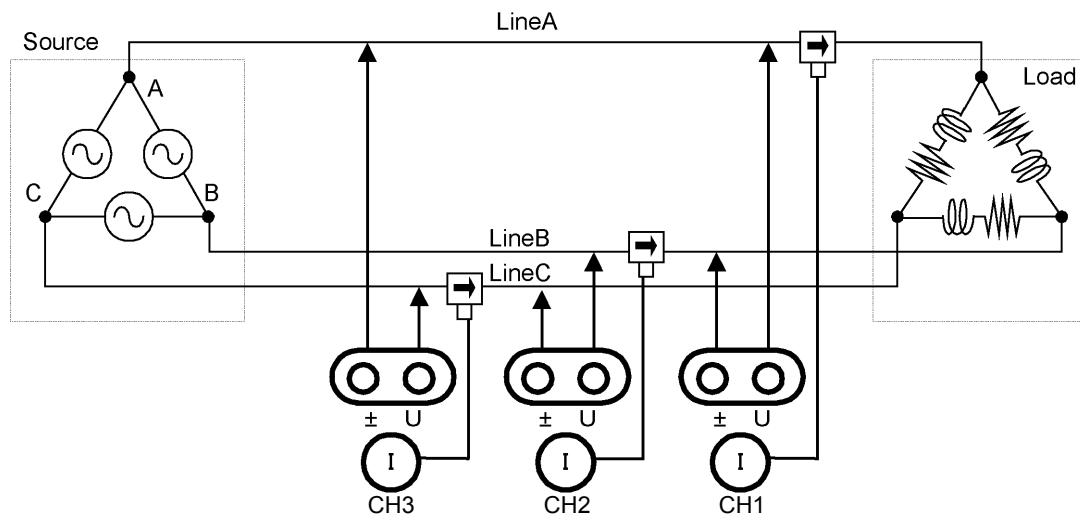 LineA
Source
Load
A
C
B
LineB
LineC
± U
± U
± U
I
I
I
CH3
CH2
CH1